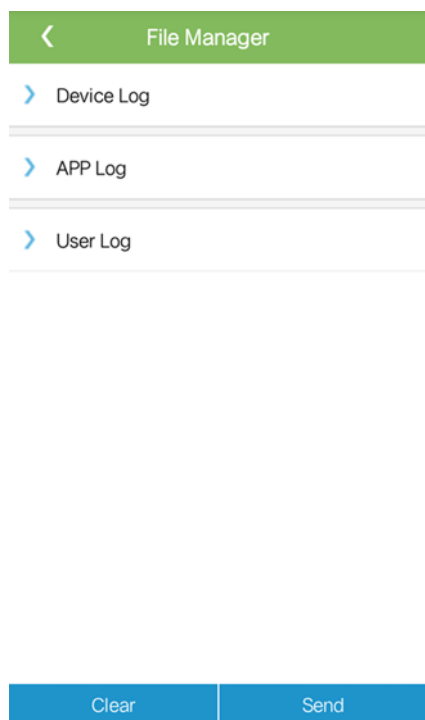 File Manager
Device Log
APP Log
User Log
Clear
Send